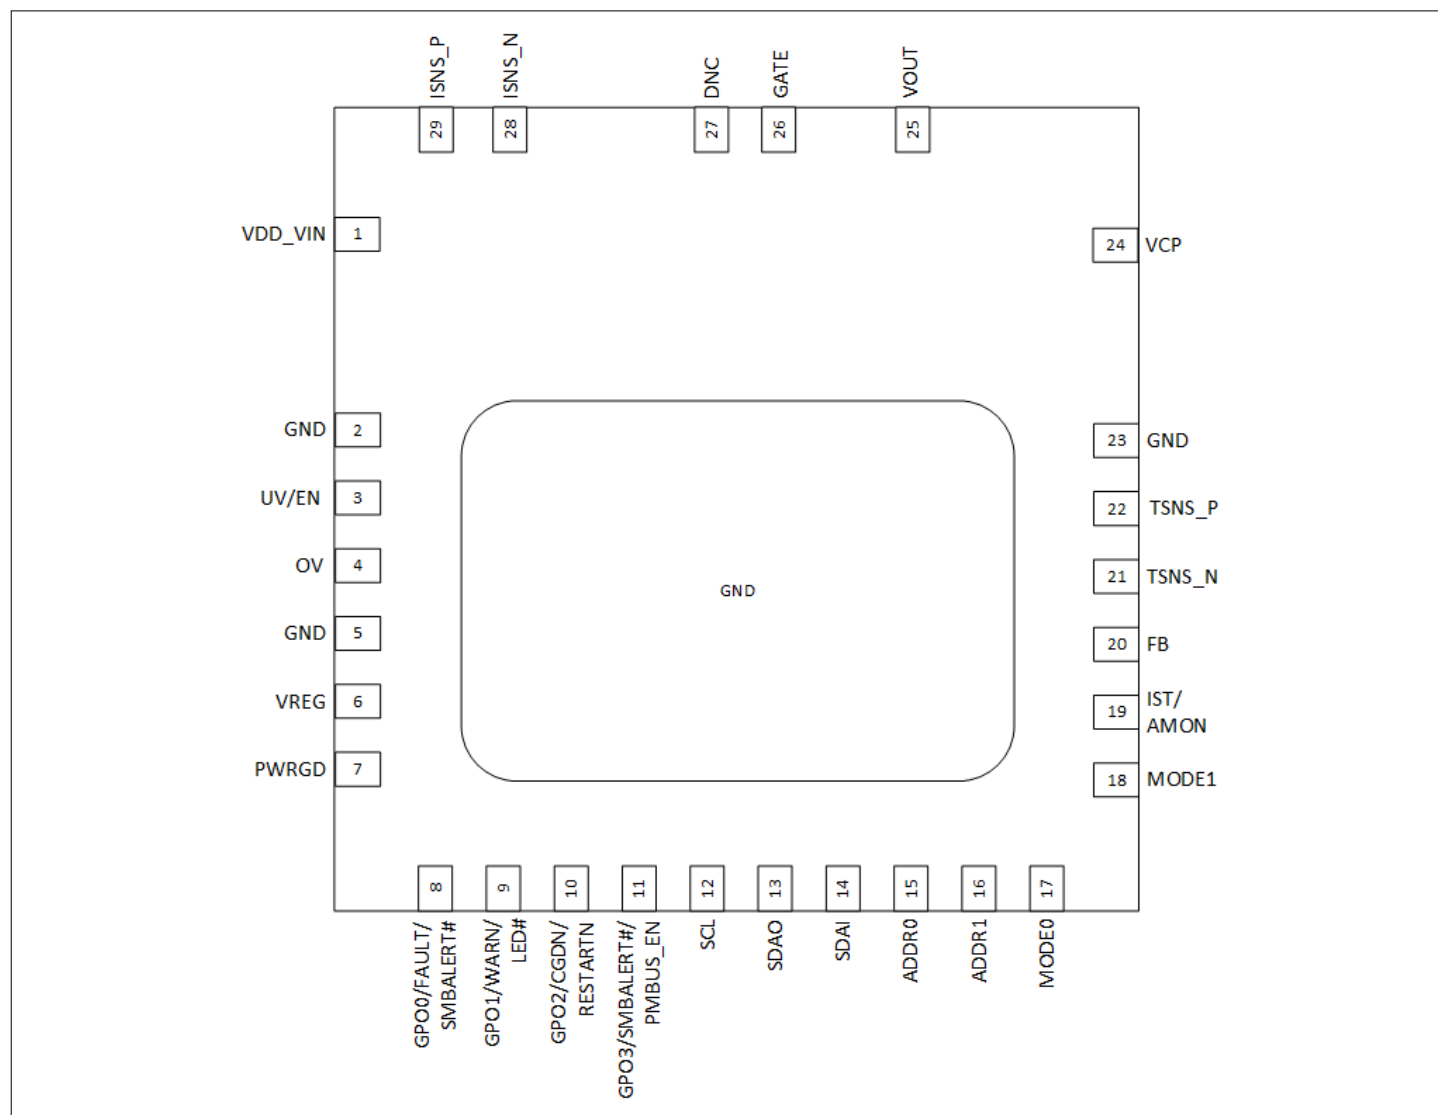 ISNS_P
ISNS_N
DNC
GATE
VOUT
29
28
27
26
25
VDD_VIN
1
24
VCP
GND
2
23
GND
UV/EN
3
22
TSNS_P
OV
4
21
TSNS_N
GND
GND
5
20
FB
VREG
6
19
IST/
AMON
PWRGD
7
18
MODE1
8
9
10
11
12
13
14
15
16
17
GPO0/FAULT/
SMBALERT#
GPO1/WARN/
LED#
GPO2/CGDN/
RESTARTN
GPO3/SMBALERT#/
PMBUS_EN
SCL
SDAO
SDAI
ADDR0
ADDR1
MODE0